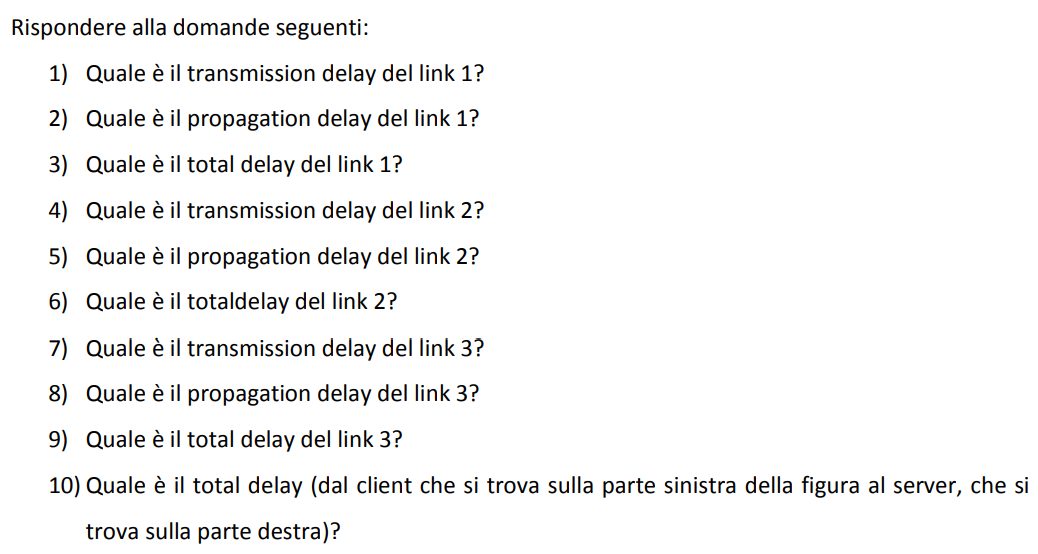 Rispondere alla domande seguenti:
1) Quale è il transmission delay del link 1?
2) Quale è il propagation delay del link 1?
3) Quale è il total delay del link 1?
4) Quale è il transmission delay del link 2?
5) Quale è il propagation delay del link 2?
6) Quale è il totaldelay del link 2?
7) Quale è il transmission delay del link 3?
8) Quale è il propagation delay del link 3?
9) Quale è il total delay del link 3?
10) Quale è il total delay (dal client che si trova sulla parte sinistra della figura al server, che si
trova sulla parte destra)?